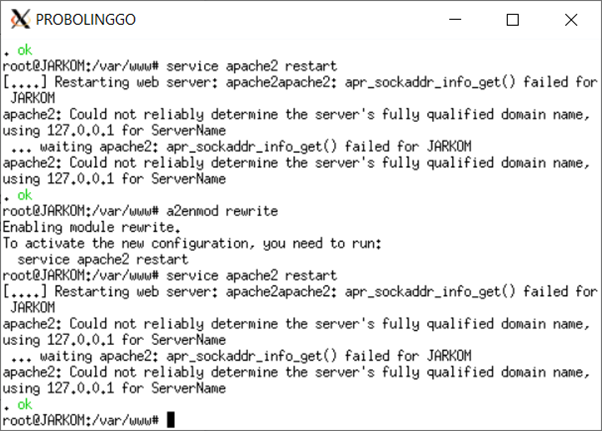 PROBOLINGGO
. ok
root@JARKOM:/var/www# service apache2 restart
[....] Restarting web server: apache2apache2: apr_sockaddr_info_get() failed for
 JARKOM
apache2: Could not reliably determine the server's fully qualified domain name,
using 127.0.0.1 for ServerName
 ... waiting apache2: apr_sockaddr_info_get() failed for JARKOM
apache2: Could not reliably determine the server's fully qualified domain name,
using 127.0.0.1 for ServerName
. ok
root@JARKOM:/var/www# a2enmod rewrite
Enabling module rewrite.
To activate the new configuration, you need to run:
  service apache2 restart
root@JARKOM:/var/www# service apache2 restart
[....] Restarting web server: apache2apache2: apr_sockaddr_info_get() failed for
 JARKOM
apache2: Could not reliably determine the server's fully qualified domain name,
using 127.0.0.1 for ServerName
 ... waiting apache2: apr_sockaddr_info_get() failed for JARKOM
apache2: Could not reliably determine the server's fully qualified domain name,
using 127.0.0.1 for ServerName
. ok
root@JARKOM:/var/www#